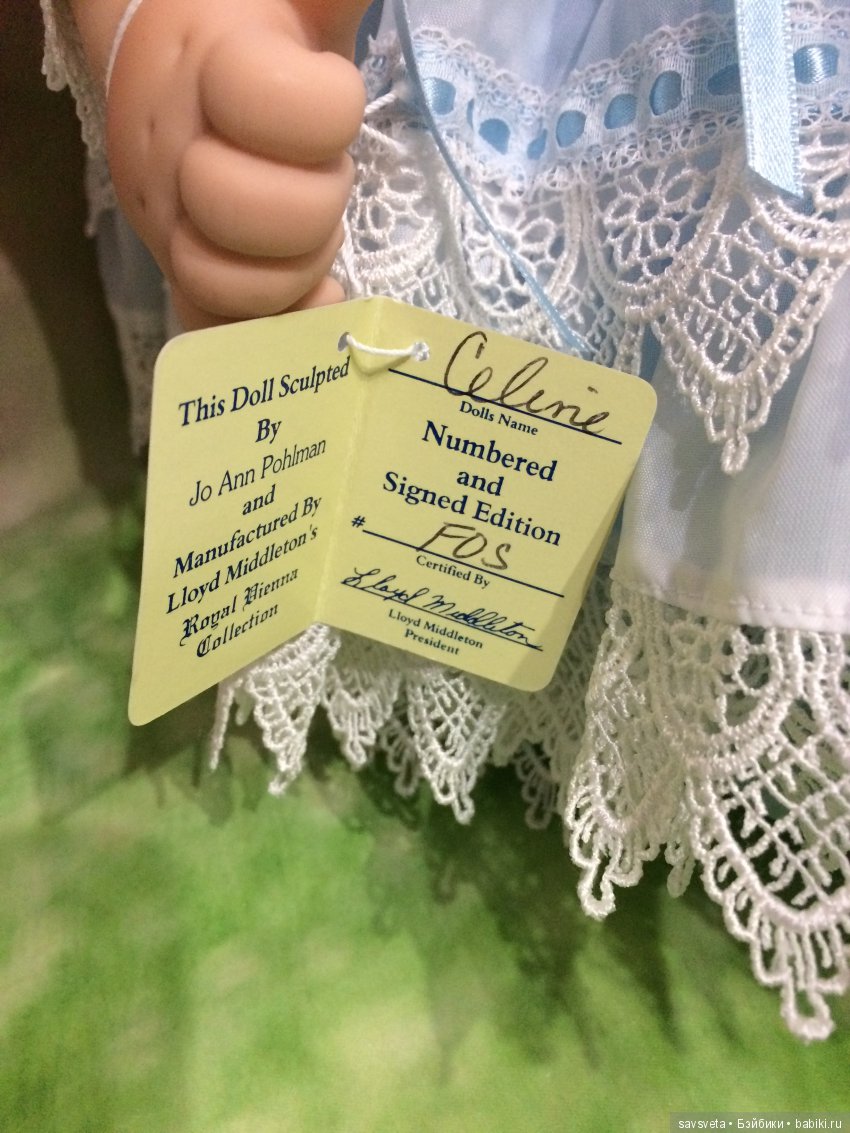 This Doll Sculpted
By
Jo Ann Pohlman
and
Manufactured By
Lloyd Middleton's
Royal Vienna
Collection
Celine
Dolls Name
Numbered
and
Signed Edition
# FOS
Certified By
Lloyd Middleton
Lloyd Middleton
President
savsveta • Бэйбики • babiki.ru